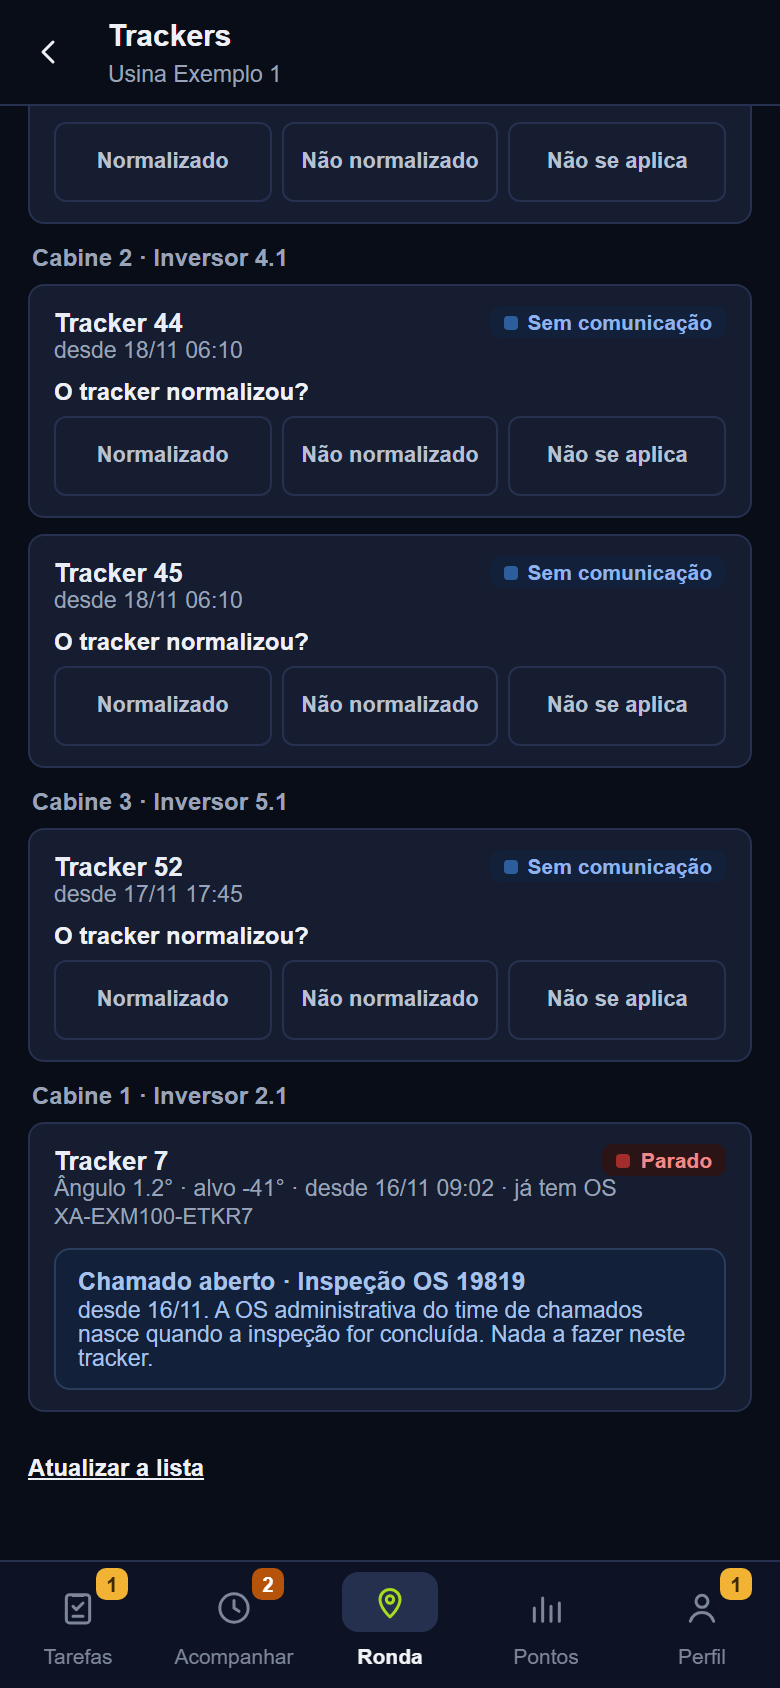 Trackers
Usina Exemplo 1
Normalizado
Não normalizado
Não se aplica
Cabine 2 · Inversor 4.1
Tracker 44
Sem comunicação
desde 18/11 06:10
O tracker normalizou?
Normalizado
Não normalizado
Não se aplica
Tracker 45
Sem comunicação
desde 18/11 06:10
O tracker normalizou?
Normalizado
Não normalizado
Não se aplica
Cabine 3 · Inversor 5.1
Tracker 52
Sem comunicação
desde 17/11 17:45
O tracker normalizou?
Normalizado
Não normalizado
Não se aplica
Cabine 1 · Inversor 2.1
Tracker 7
Parado
Ângulo 1.2° · alvo -41° · desde 16/11 09:02 · já tem OS
XA-EXM100-ETKR7
Chamado aberto · Inspeção OS 19819
desde 16/11. A OS administrativa do time de chamados
nasce quando a inspeção for concluída. Nada a fazer neste
tracker.
Atualizar a lista
1
2
1
Tarefas
Acompanhar
Ronda
Pontos
Perfil